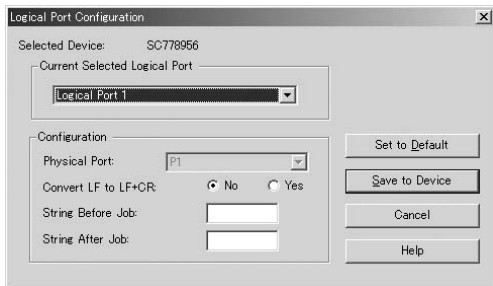 Logical Port Configuration
Selected Device: SC778956
Current Selected Logical Port
Logical Port 1
Configuration
Physical Port: P1
Convert LF to LF+CR: No Yes
String Before Job:
String After Job:
Set to Default
Save to Device
Cancel
Help